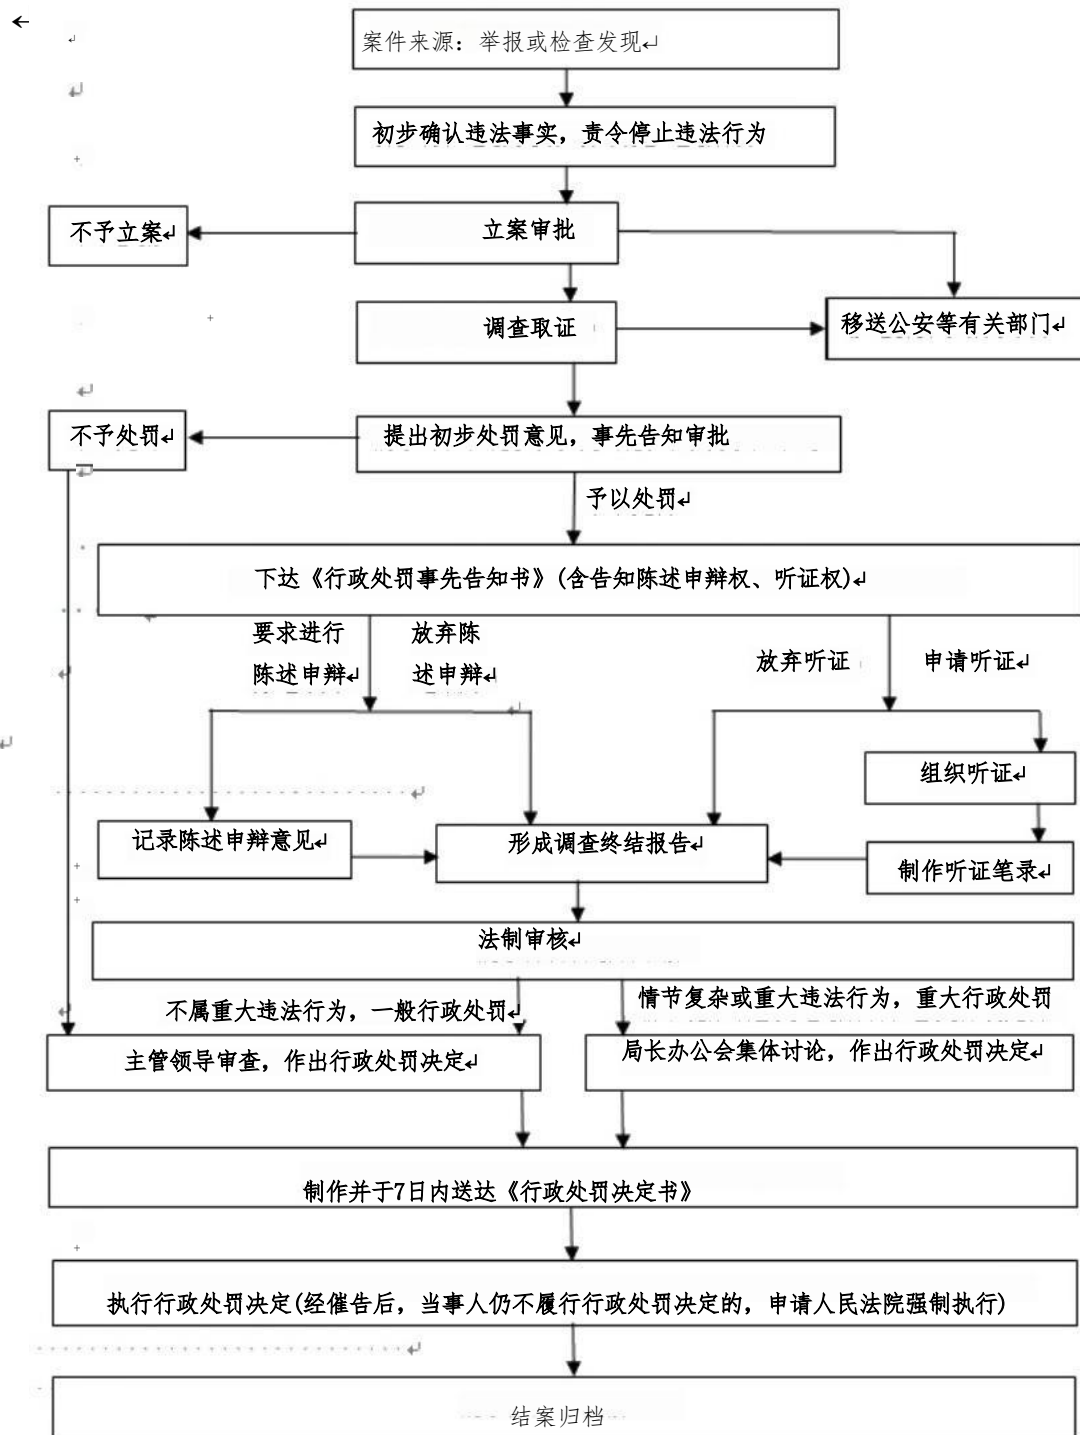 案件来源：举报或检查发现
初步确认违法事实，责令停止违法行为
不予立案
立案审批
调查取证
移送公安等有关部门
不予处罚
提出初步处罚意见，事先告知审批
予以处罚
下达《行政处罚事先告知书》(含告知陈述申辩权、听证权)
要求进行
陈述申辩
放弃陈
述申辩
放弃听证
申请听证
组织听证
记录陈述申辩意见
形成调查终结报告
制作听证笔录
法制审核
不属重大违法行为，一般行政处罚
情节复杂或重大违法行为，重大行政处罚
主管领导审查，作出行政处罚决定
局长办公会集体讨论，作出行政处罚决定
制作并于7日内送达《行政处罚决定书》
执行行政处罚决定(经催告后，当事人仍不履行行政处罚决定的，申请人民法院强制执行)
结案归档